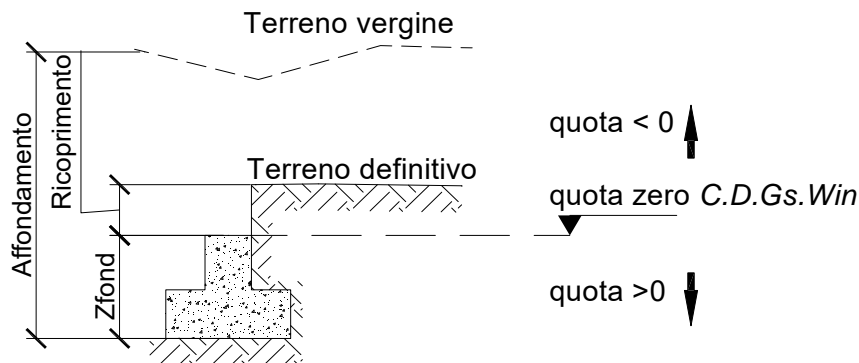 Terreno vergine
Affondamento
Ricoprimento
quota < 0
Terreno definitivo
quota zero C.D.Gs.Win
Zfond
quota >0